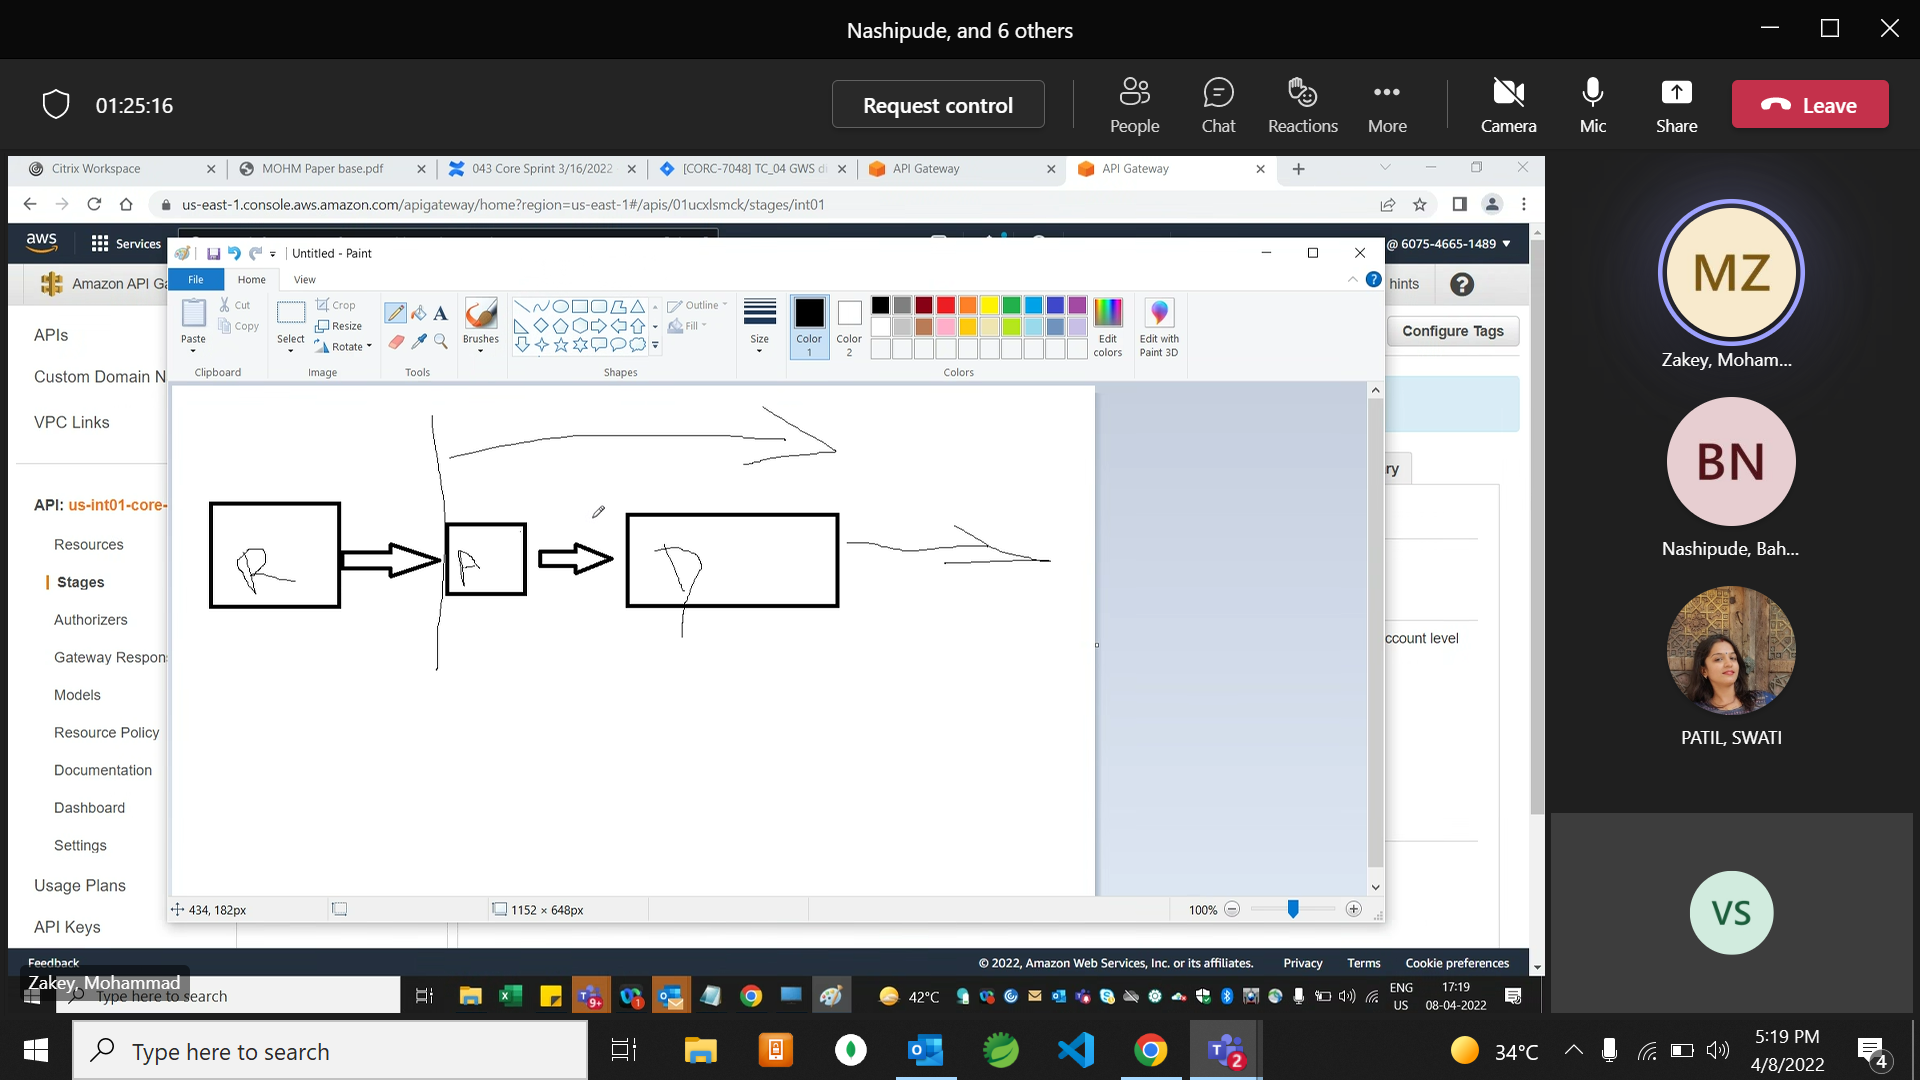 Nashipude, and 6 others
01:25:16
Request control
People
Chat
Reactions
More
Camera
Mic
Share
Leave
Citrix Workspace
MOHM Paper base.pdf
043 Core Sprint 3/16/2022
[CORC-7048] TC_04 GWS di
API Gateway
API Gateway
us-east-1.console.aws.amazon.com/apigateway/home?region=us-east-1#/apis/01ucxlsmck/stages/int01
aws
Services
@ 6075-4665-1489
Untitled - Paint
Amazon API Ga
hints
File
Home
View
Paste
Cut
Copy
Clipboard
Select
Crop
Resize
Rotate
Image
Tools
Brushes
Shapes
Outline
Fill
Size
Color 1
Color 2
Edit colors
Edit with Paint 3D
Colors
Configure Tags
APIs
Custom Domain N
VPC Links
API: us-int01-core-
Resources
Stages
Authorizers
Gateway Respon
Models
Resource Policy
Documentation
Dashboard
Settings
Usage Plans
API Keys
R
A
D
ry
ccount level
434, 182px
1152 × 648px
100%
Feedback
© 2022, Amazon Web Services, Inc. or its affiliates.
Privacy
Terms
Cookie preferences
Zakey, Mohammad
Type here to search
9+
1
42°C
ENG
US
17:19
08-04-2022
MZ
Zakey, Moham...
BN
Nashipude, Bah...
PATIL, SWATI
VS
Type here to search
2
34°C
5:19 PM
4/8/2022
4